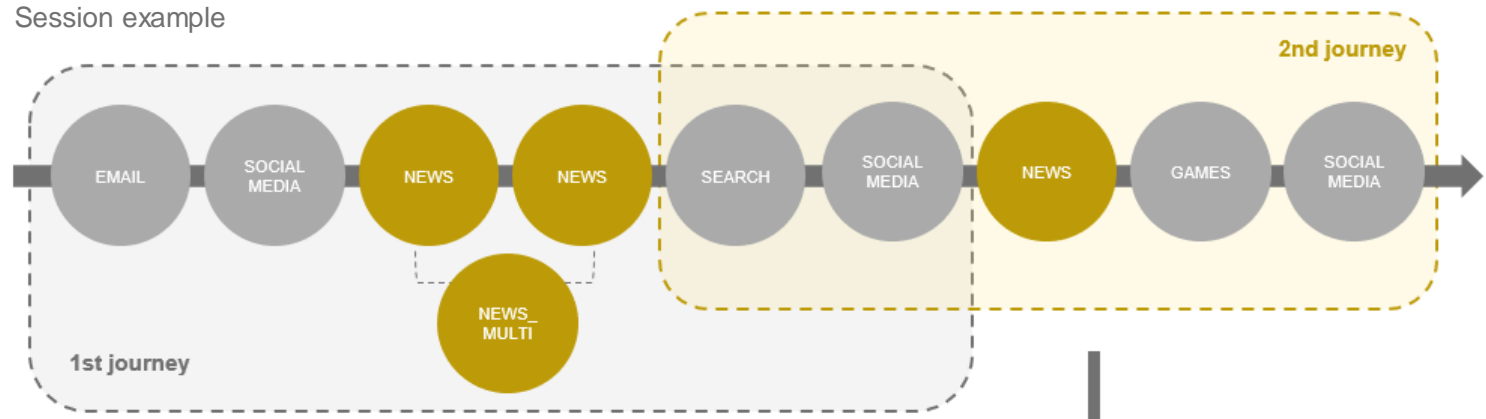 Session example
2nd journey
EMAIL
SOCIAL
MEDIA
NEWS
NEWS
SEARCH
SOCIAL
MEDIA
NEWS
GAMES
SOCIAL
MEDIA
NEWS_
MULTI
1st journey